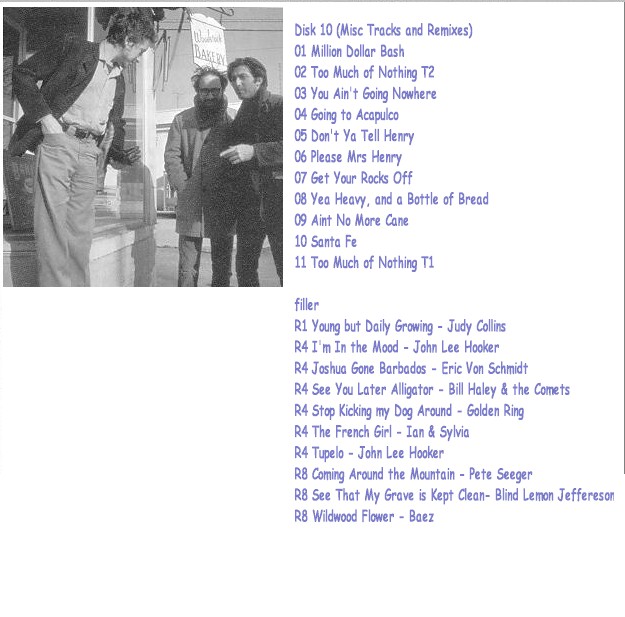 Woodstock
BAKERY
Disk 10 (Misc Tracks and Remixes)
01 Million Dollar Bash
02 Too Much of Nothing T2
03 You Ain't Going Nowhere
04 Going to Acapulco
05 Don't Ya Tell Henry
06 Please Mrs Henry
07 Get Your Rocks Off
08 Yea Heavy, and a Bottle of Bread
09 Aint No More Cane
10 Santa Fe
11 Too Much of Nothing T1
filler
R1 Young but Daily Growing - Judy Collins
R4 I'm In the Mood - John Lee Hooker
R4 Joshua Gone Barbados - Eric Von Schmidt
R4 See You Later Alligator - Bill Haley & the Comets
R4 Stop Kicking my Dog Around - Golden Ring
R4 The French Girl - Ian & Sylvia
R4 Tupelo - John Lee Hooker
R8 Coming Around the Mountain - Pete Seeger
R8 See That My Grave is Kept Clean- Blind Lemon Jeffereson
R8 Wildwood Flower - Baez